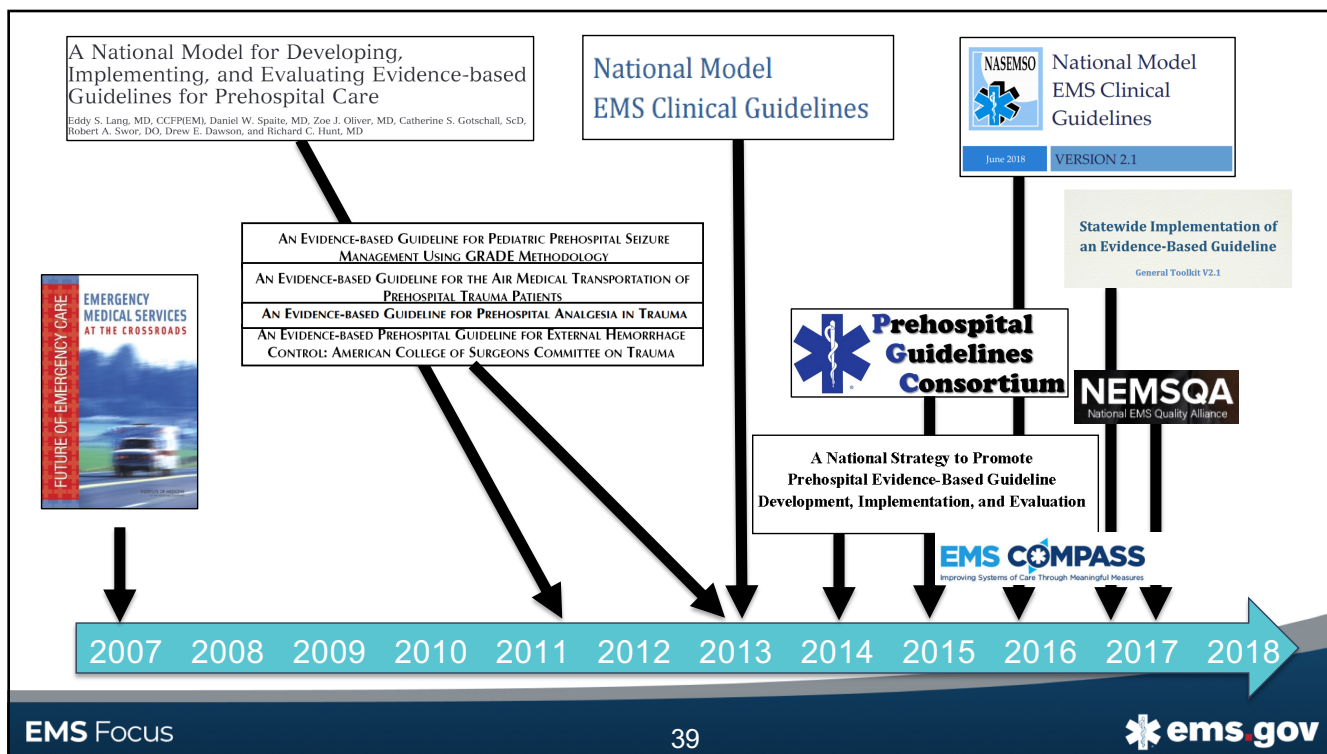 A National Model for Developing,
Implementing, and Evaluating Evidence-based
Guidelines for Prehospital Care
Eddy S. Lang, MD, CCFP(EM), Daniel W. Spaite, MD, Zoe J. Oliver, MD, Catherine S. Gotschall, ScD,
Robert A. Swor, DO, Drew E. Dawson, and Richard C. Hunt, MD
National Model
EMS Clinical Guidelines
NASEMSO
National Model
EMS Clinical
Guidelines
June 2018
VERSION 2.1
Statewide Implementation of
an Evidence-Based Guideline
General Toolkit V2.1
AN EVIDENCE-BASED GUIDELINE FOR PEDIATRIC PREHOSPITAL SEIZURE
MANAGEMENT USING GRADE METHODOLOGY
AN EVIDENCE-BASED GUIDELINE FOR THE AIR MEDICAL TRANSPORTATION OF
PREHOSPITAL TRAUMA PATIENTS
AN EVIDENCE-BASED GUIDELINE FOR PREHOSPITAL ANALGESIA IN TRAUMA
AN EVIDENCE-BASED PREHOSPITAL GUIDELINE FOR EXTERNAL HEMORRHAGE
CONTROL: AMERICAN COLLEGE OF SURGEONS COMMITTEE ON TRAUMA
FUTURE OF EMERGENCY CARE
EMERGENCY
MEDICAL SERVICES
AT THE CROSSROADS
INSTITUTE OF MEDICINE
Prehospital
Guidelines
Consortium
NEMSQA
National EMS Quality Alliance
A National Strategy to Promote
Prehospital Evidence-Based Guideline
Development, Implementation, and Evaluation
EMS COMPASS
Improving Systems of Care Through Meaningful Measures
2007 2008 2009 2010 2011 2012 2013 2014 2015 2016 2017 2018
EMS Focus
39
ems.gov